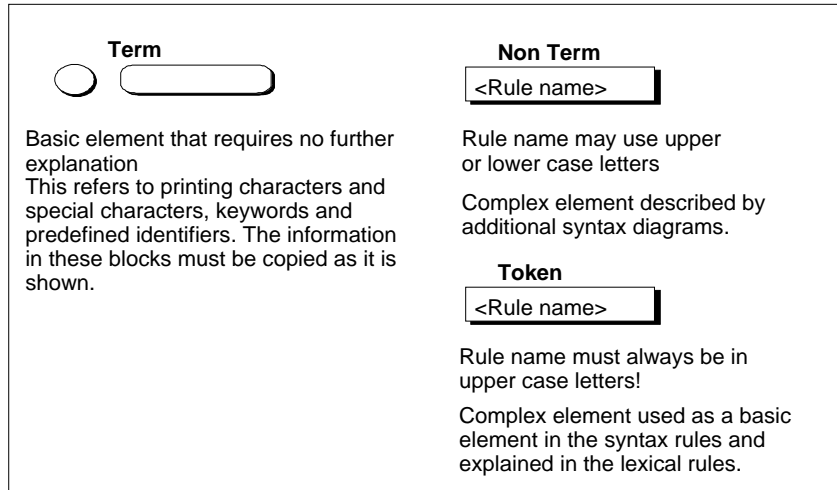 Term
Basic element that requires no further
explanation
This refers to printing characters and
special characters, keywords and
predefined identifiers. The information
in these blocks must be copied as it is
shown.
Non Term
<Rule name>
Rule name may use upper
or lower case letters
Complex element described by
additional syntax diagrams.
Token
<Rule name>
Rule name must always be in
upper case letters!
Complex element used as a basic
element in the syntax rules and
explained in the lexical rules.